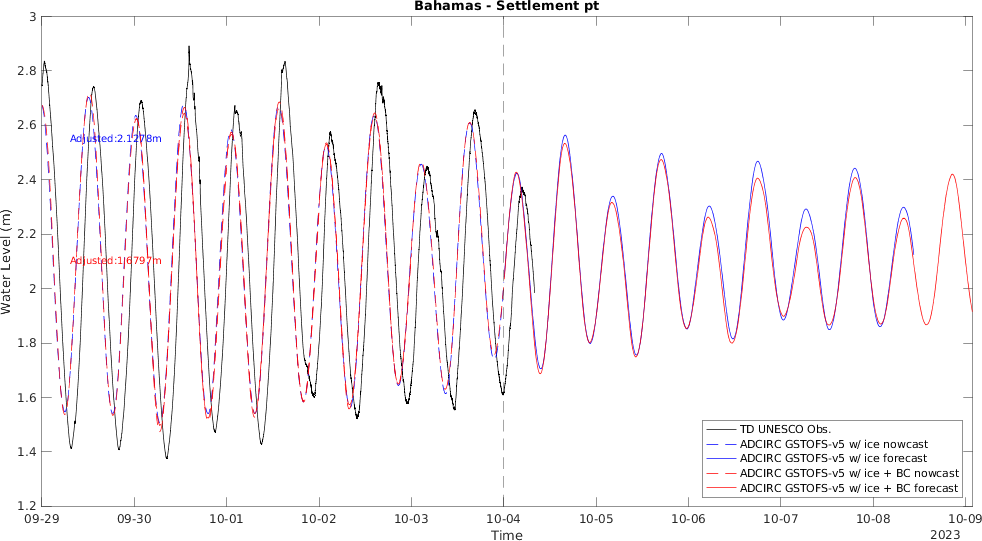 Bahamas - Settlement pt
3
2.8
2.6
2.4
2.2
2
1.8
1.6
1.4
1.2
Water Level (m)
Adjusted:2.1278m
Adjusted:1.6797m
TD UNESCO Obs.
ADCIRC GSTOFS-v5 w/ ice nowcast
ADCIRC GSTOFS-v5 w/ ice forecast
ADCIRC GSTOFS-v5 w/ ice + BC nowcast
ADCIRC GSTOFS-v5 w/ ice + BC forecast
09-29 09-30 10-01 10-02 10-03 10-04 10-05 10-06 10-07 10-08 10-09
Time
2023